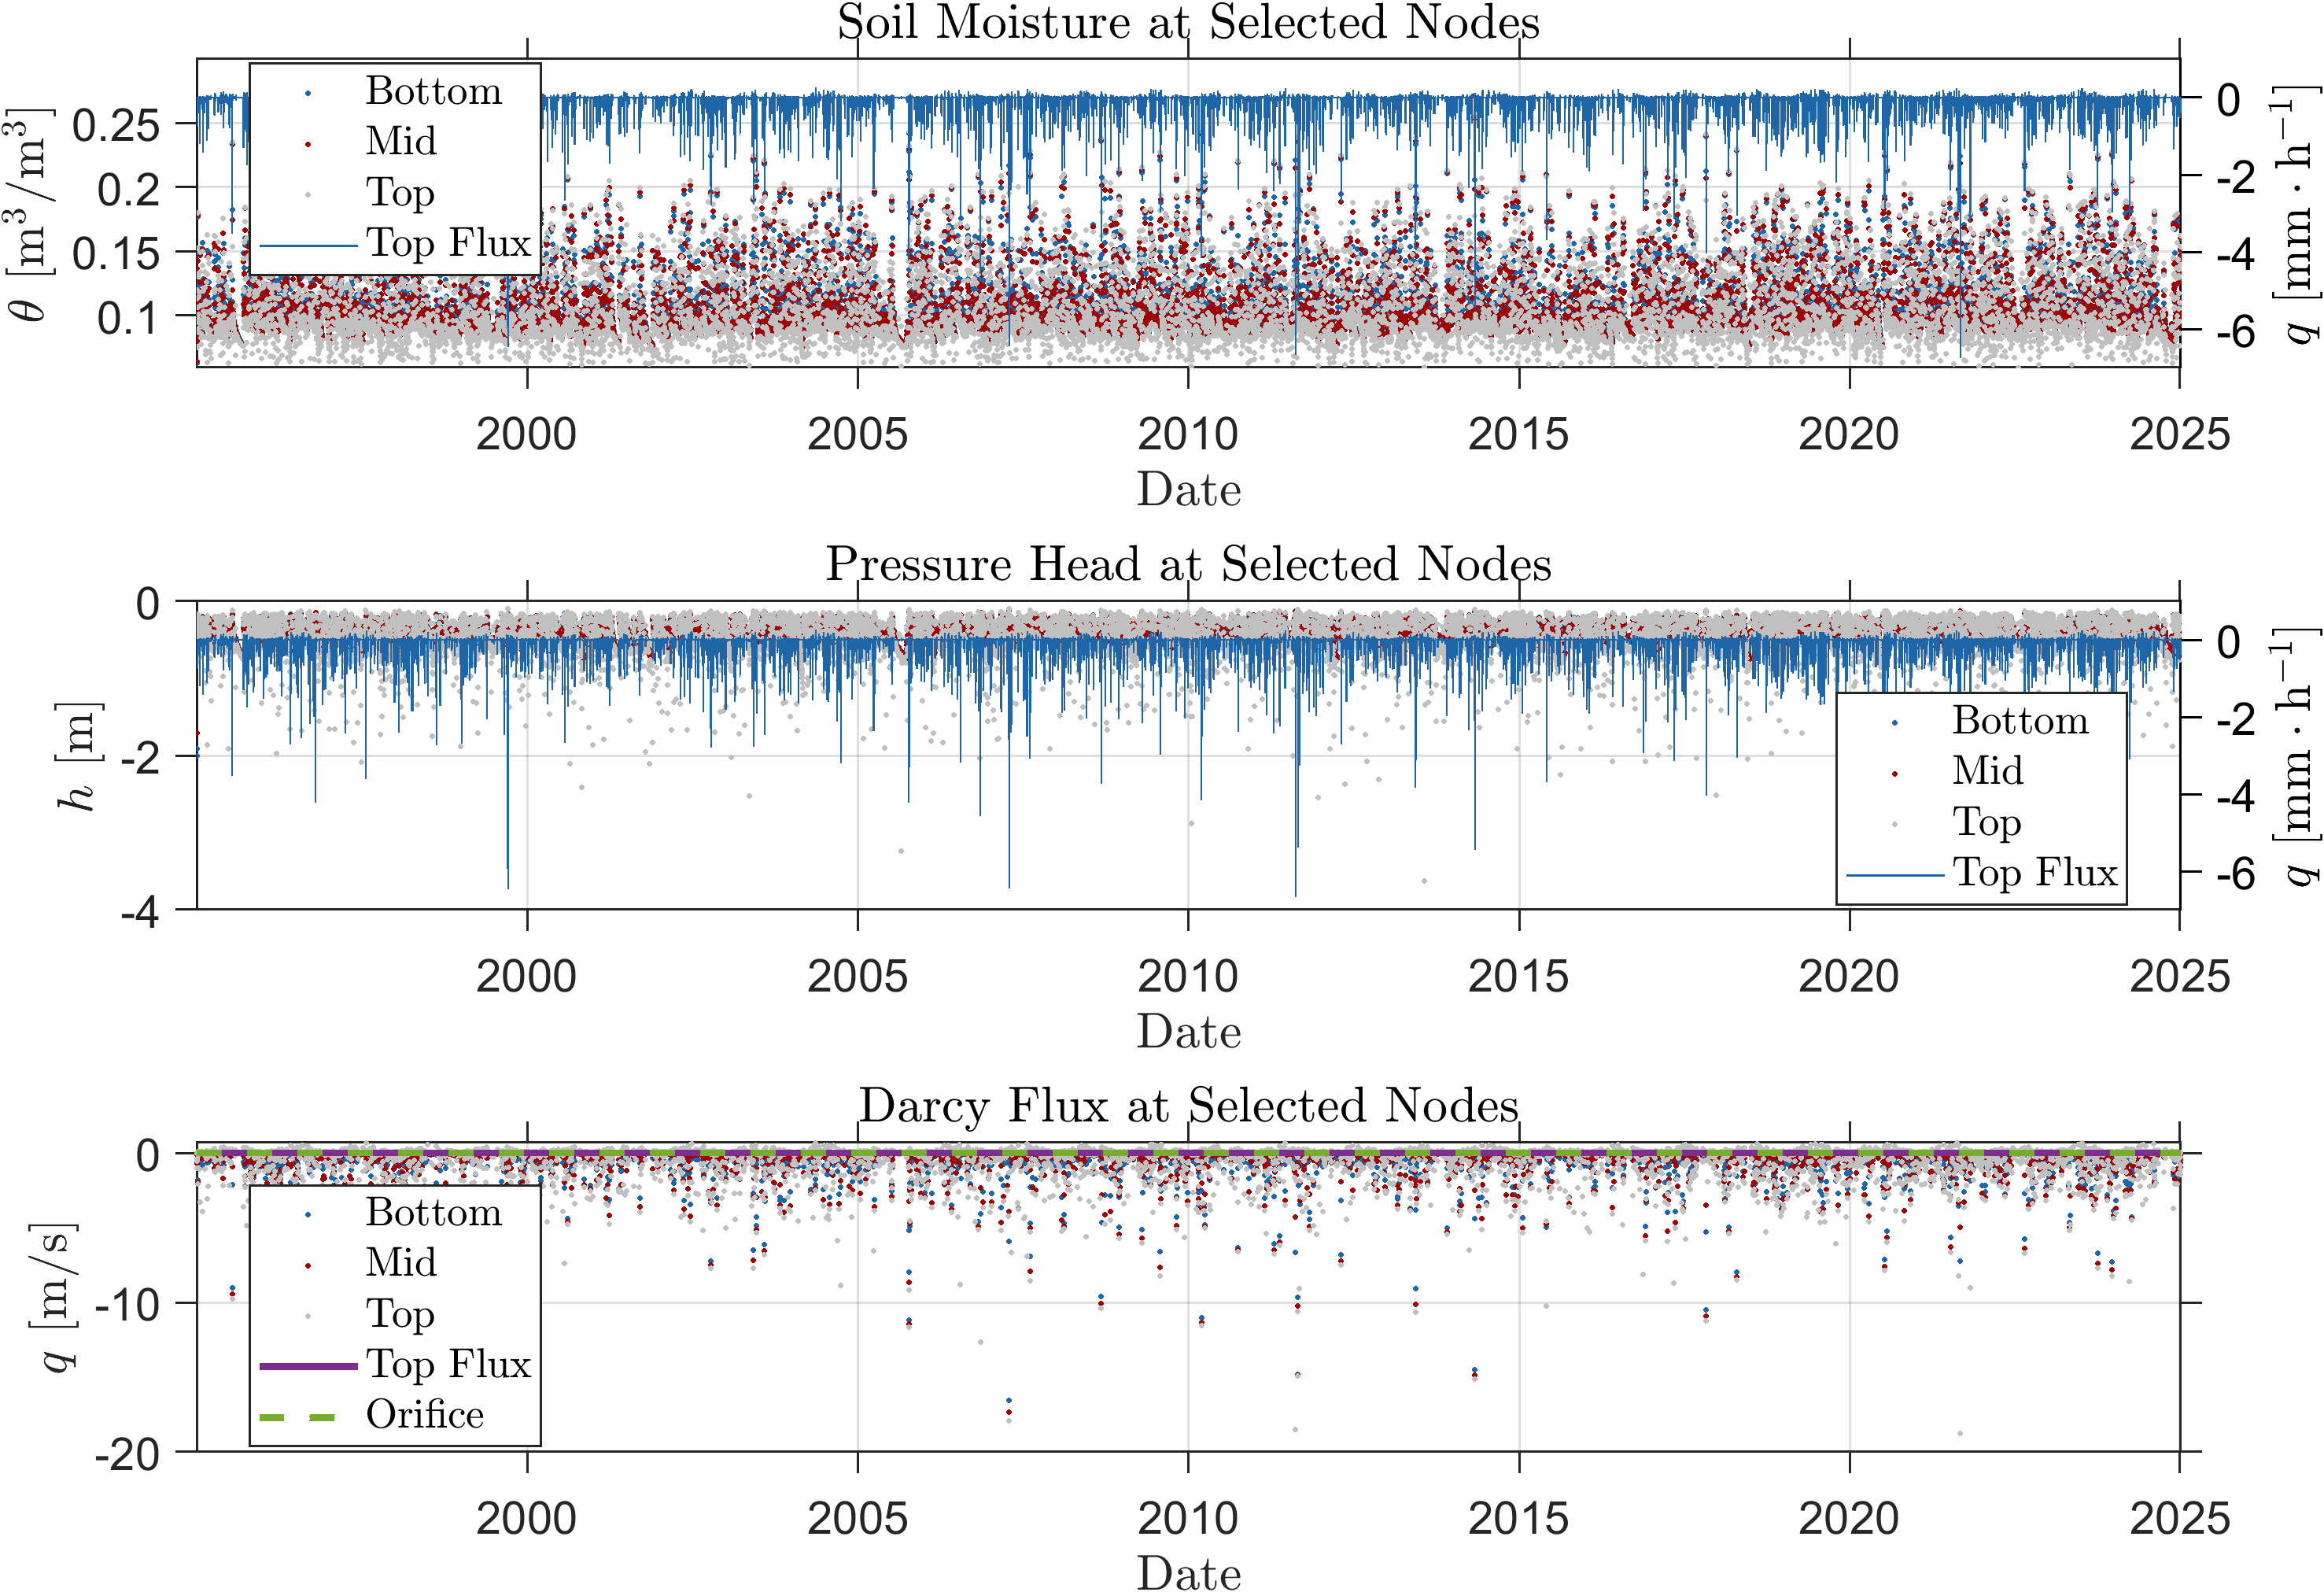 Soil Moisture at Selected Nodes
θ [m³/m³]
0.25
0.2
0.15
0.1
Bottom
Mid
Top
Top Flux
0
-2
-4
-6
q [mm · h⁻¹]
2000 2005 2010 2015 2020 2025
Date
Pressure Head at Selected Nodes
h [m]
0
-2
-4
0
-2
-4
-6
q [mm · h⁻¹]
Bottom
Mid
Top
Top Flux
2000 2005 2010 2015 2020 2025
Date
Darcy Flux at Selected Nodes
q [m/s]
0
-10
-20
Bottom
Mid
Top
Top Flux
Orifice
2000 2005 2010 2015 2020 2025
Date